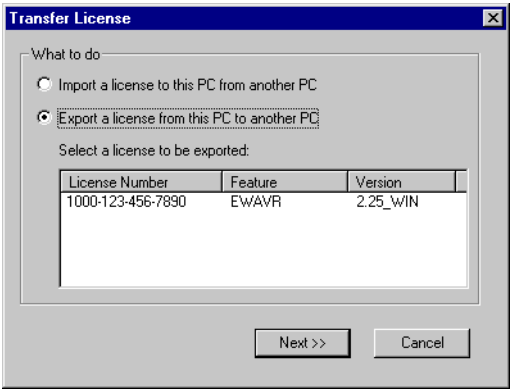 Transfer License
What to do
Import a license to this PC from another PC
Export a license from this PC to another PC
Select a license to be exported:
License Number Feature Version
1000-123-456-7890 EWAVR 2.25_WIN
Next >> Cancel